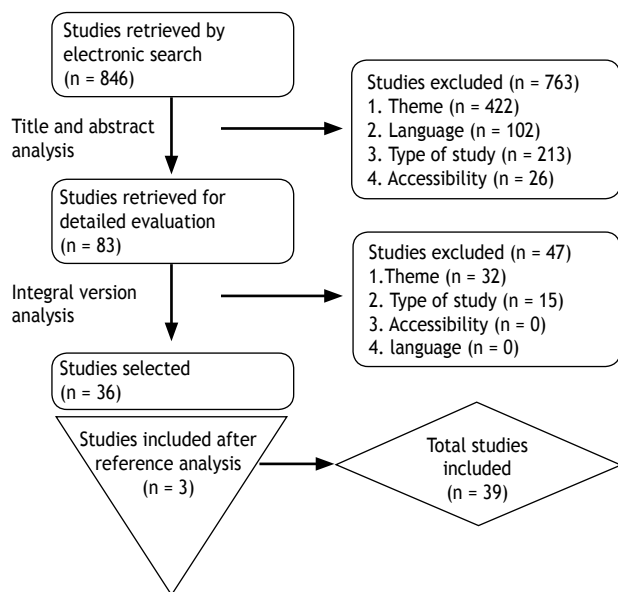 Studies retrieved by
electronic search
(n = 846)
Title and abstract
analysis
Studies excluded (n = 763)
1. Theme (n = 422)
2. Language (n = 102)
3. Type of study (n = 213)
4. Accessibility (n = 26)
Studies retrieved for
detailed evaluation
(n = 83)
Integral version
analysis
Studies excluded (n = 47)
1.Theme (n = 32)
2. Type of study (n = 15)
3. Accessibility (n = 0)
4. language (n = 0)
Studies selected
(n = 36)
Studies included after
reference analysis
(n = 3)
Total studies
included
(n = 39)